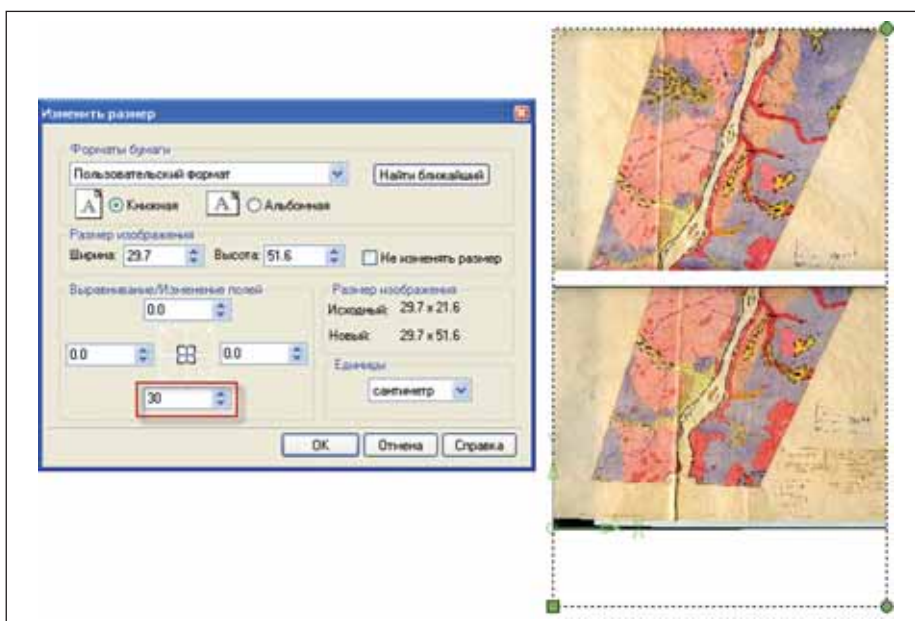 Изменить размер
Форматы бумаги
Пользовательский формат
Найти ближайший
A Книжная A Альбомная
Размер изображения
Ширина: 29.7 Высота: 51.6 Не изменять размер
Выравнивание/Изменение полей
0.0
0.0 0.0
30
Размер изображения
Исходный: 29.7 x 21.6
Новый: 29.7 x 51.6
Единицы
сантиметр
OK Отмена Справка
X